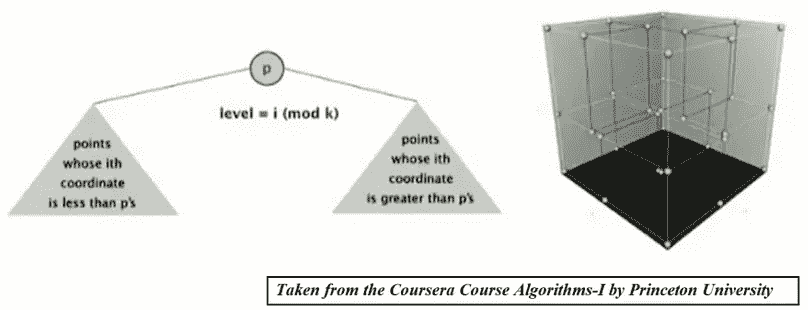 p
level = i (mod k)
points
whose ith
coordinate
is less than p's
points
whose ith
coordinate
is greater than p's
Taken from the Coursera Course Algorithms-I by Princeton University